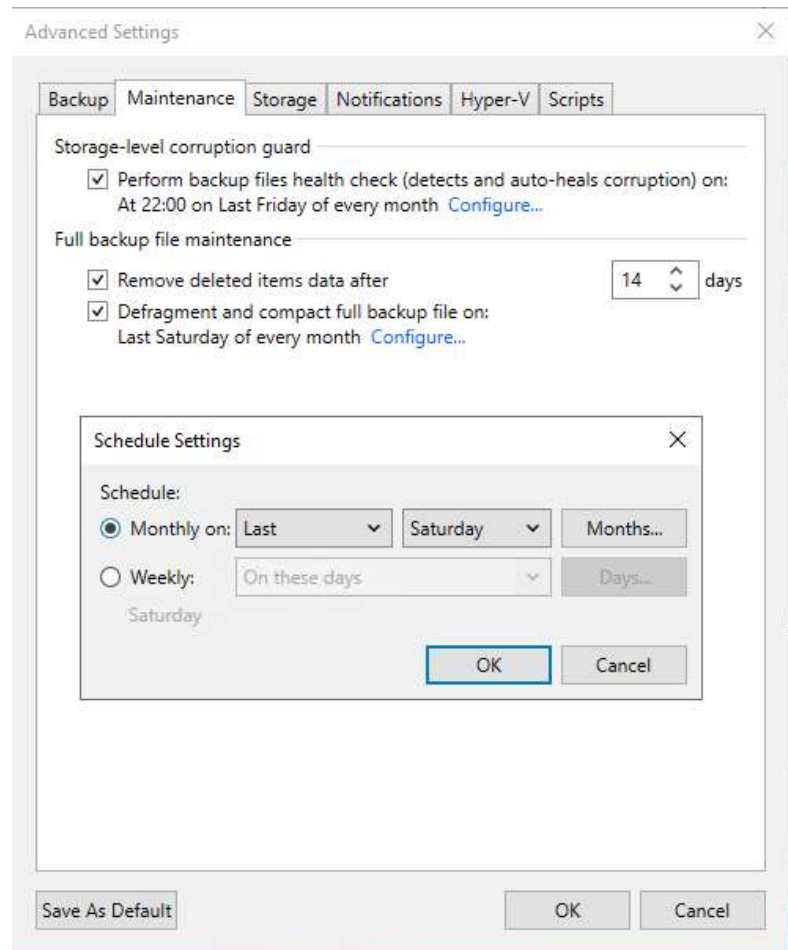 Advanced Settings
Backup Maintenance Storage Notifications Hyper-V Scripts
Storage-level corruption guard
Perform backup files health check (detects and auto-heals corruption) on:
At 22:00 on Last Friday of every month Configure...
Full backup file maintenance
Remove deleted items data after 14 days
Defragment and compact full backup file on:
Last Saturday of every month Configure...
Schedule Settings
Schedule:
Monthly on: Last Saturday Months...
Weekly: On these days Days...
Saturday
OK Cancel
Save As Default OK Cancel